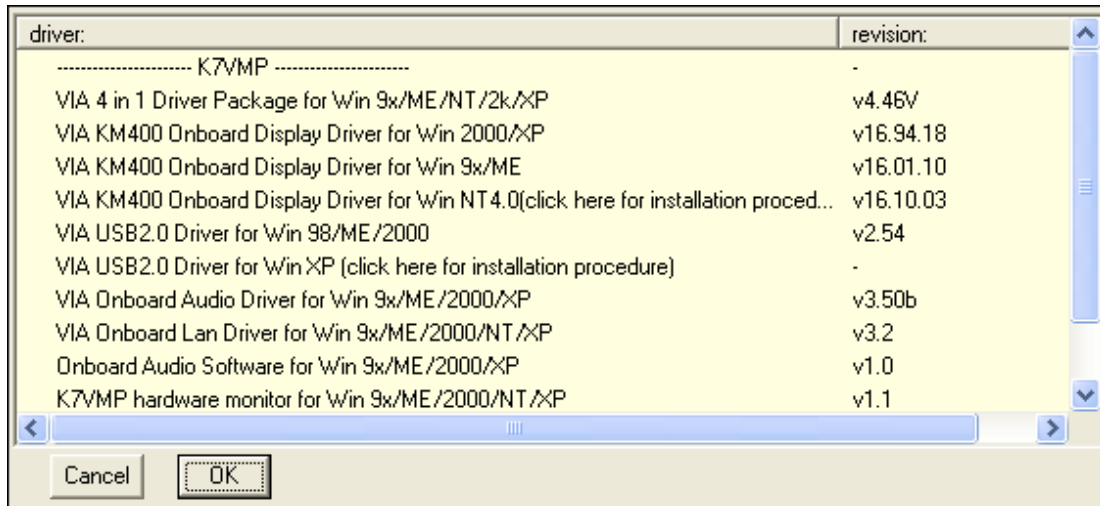 driver: revision:
----------------------- K7VMP ----------------------- -
VIA 4 in 1 Driver Package for Win 9x/ME/NT/2k/XP v4.46V
VIA KM400 Onboard Display Driver for Win 2000/XP v16.94.18
VIA KM400 Onboard Display Driver for Win 9x/ME v16.01.10
VIA KM400 Onboard Display Driver for Win NT4.0(click here for installation proced... v16.10.03
VIA USB2.0 Driver for Win 98/ME/2000 v2.54
VIA USB2.0 Driver for Win XP (click here for installation procedure) -
VIA Onboard Audio Driver for Win 9x/ME/2000/XP v3.50b
VIA Onboard Lan Driver for Win 9x/ME/2000/NT/XP v3.2
Onboard Audio Software for Win 9x/ME/2000/XP v1.0
K7VMP hardware monitor for Win 9x/ME/2000/NT/XP v1.1
Cancel OK